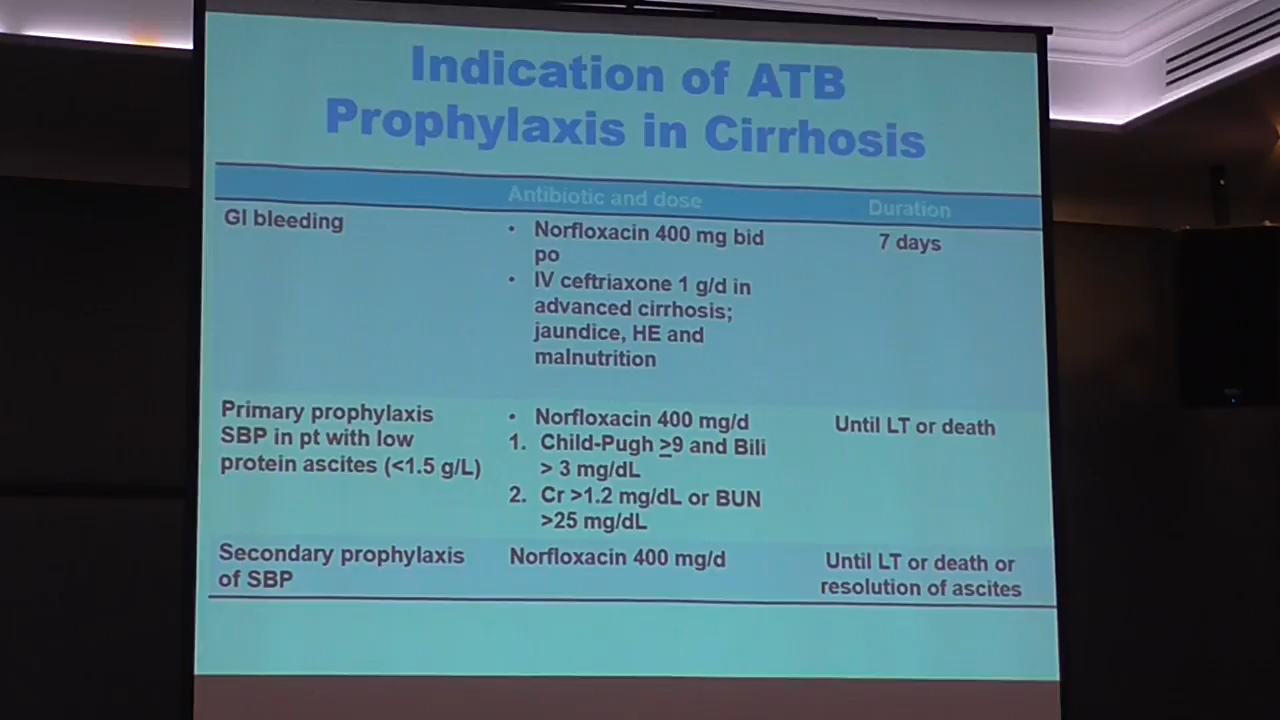 Indication of ATB
Prophylaxis in Cirrhosis
Antibiotic and dose
Duration
GI bleeding
• Norfloxacin 400 mg bid
po
• IV ceftriaxone 1 g/d in
advanced cirrhosis;
jaundice, HE and
malnutrition
7 days
Primary prophylaxis
SBP in pt with low
protein ascites (<1.5 g/L)
• Norfloxacin 400 mg/d
1. Child-Pugh ≥9 and Bili
> 3 mg/dL
2. Cr >1.2 mg/dL or BUN
>25 mg/dL
Until LT or death
Secondary prophylaxis
of SBP
Norfloxacin 400 mg/d
Until LT or death or
resolution of ascites